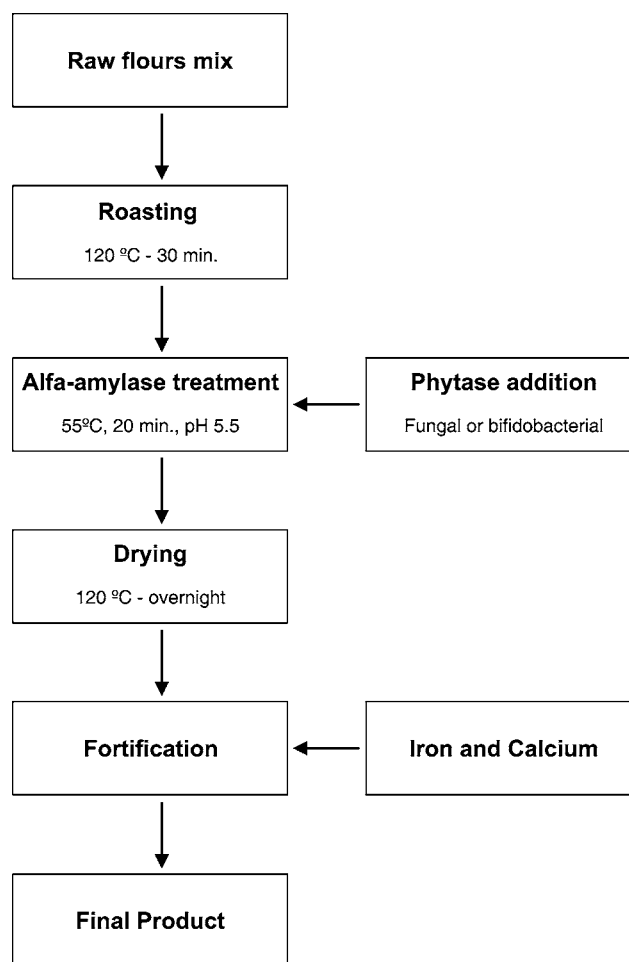 Raw flours mix
Roasting
120 ºC - 30 min.
Alfa-amylase treatment
55ºC, 20 min., pH 5.5
Phytase addition
Fungal or bifidobacterial
Drying
120 ºC - overnight
Fortification
Iron and Calcium
Final Product